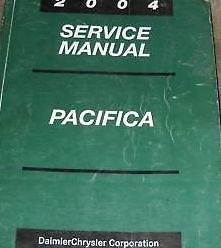 2004
SERVICE
MANUAL
PACIFICA
DaimlerChrysler Corporation